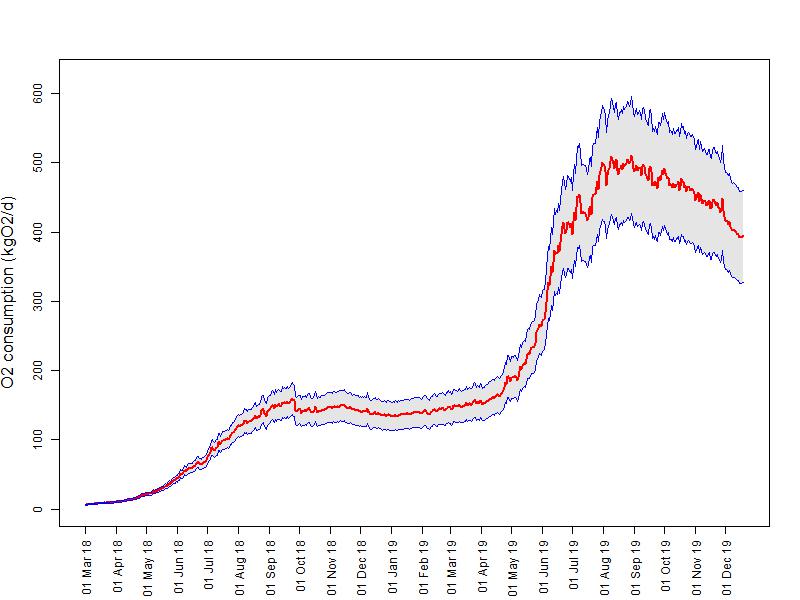 O2 consumption (kgO2/d)
600
500
400
300
200
100
0
01 Mar 18
01 Apr 18
01 May 18
01 Jun 18
01 Jul 18
01 Aug 18
01 Sep 18
01 Oct 18
01 Nov 18
01 Dec 18
01 Jan 19
01 Feb 19
01 Mar 19
01 Apr 19
01 May 19
01 Jun 19
01 Jul 19
01 Aug 19
01 Sep 19
01 Oct 19
01 Nov 19
01 Dec 19